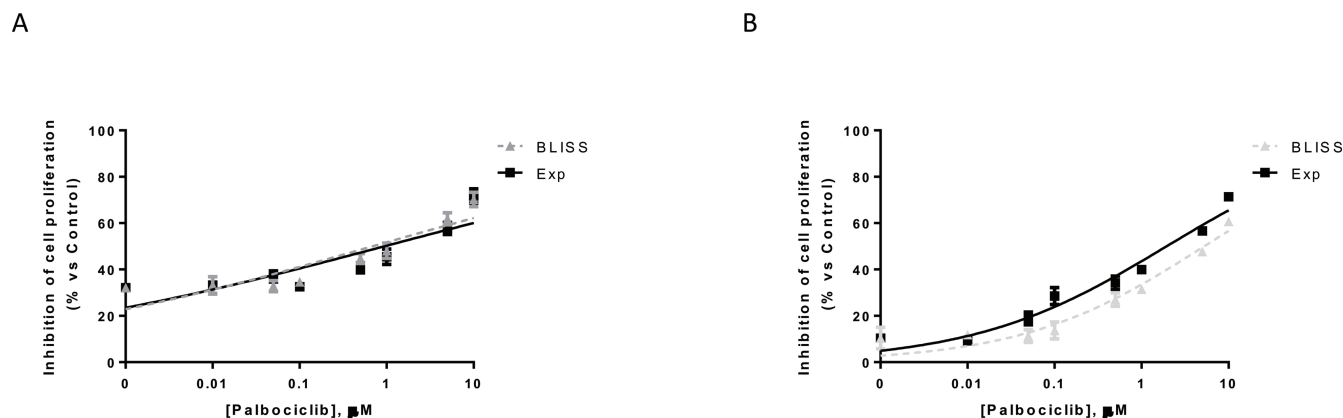 A
B
Inhibition of cell proliferation
(% vs Control)
100
80
60
40
20
0
0
0.01
0.1
1
10
[Palbociclib], µM
BLISS
Exp
Inhibition of cell proliferation
(% vs Control)
100
80
60
40
20
0
0
0.01
0.1
1
10
[Palbociclib], µM
BLISS
Exp